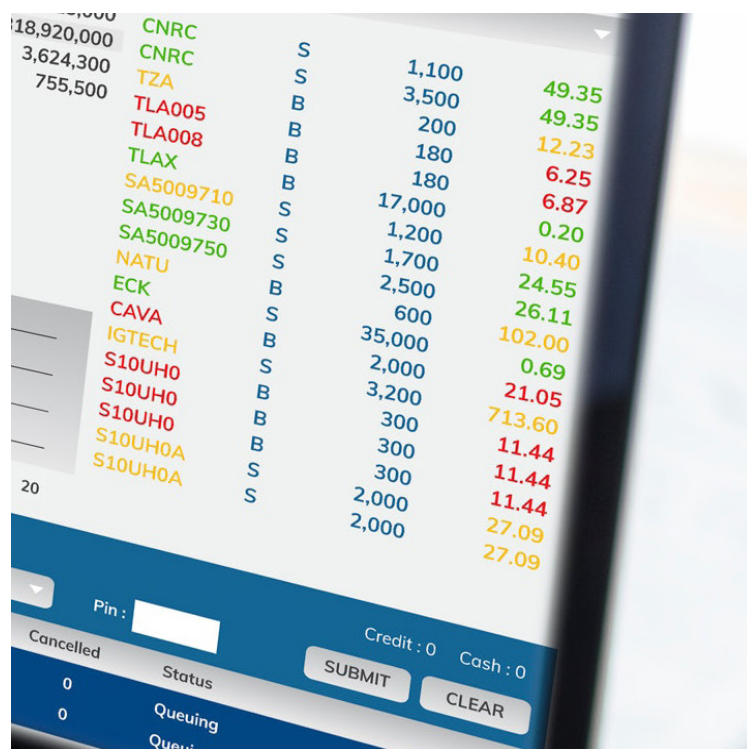 CNRC S 1,100 49.35
18,920,000 CNRC S 3,500 49.35
3,624,300 TZA B 200 12.23
755,500 TLA005 B 180 6.25
TLA008 B 180 6.87
TLAX B 17,000 0.20
SA5009710 S 1,200 10.40
SA5009730 S 1,700 24.55
SA5009750 S 2,500 26.11
NATU B 600 102.00
ECK S 35,000 0.69
CAVA B 2,000 21.05
IGTECH S 3,200 713.60
S10UH0 B 300 11.44
S10UH0 B 300 11.44
S10UH0 B 300 11.44
S10UH0A S 2,000 27.09
S10UH0A S 2,000 27.09
20
Pin : Credit : 0 Cash : 0
SUBMIT CLEAR
Cancelled Status
0 Queuing
0